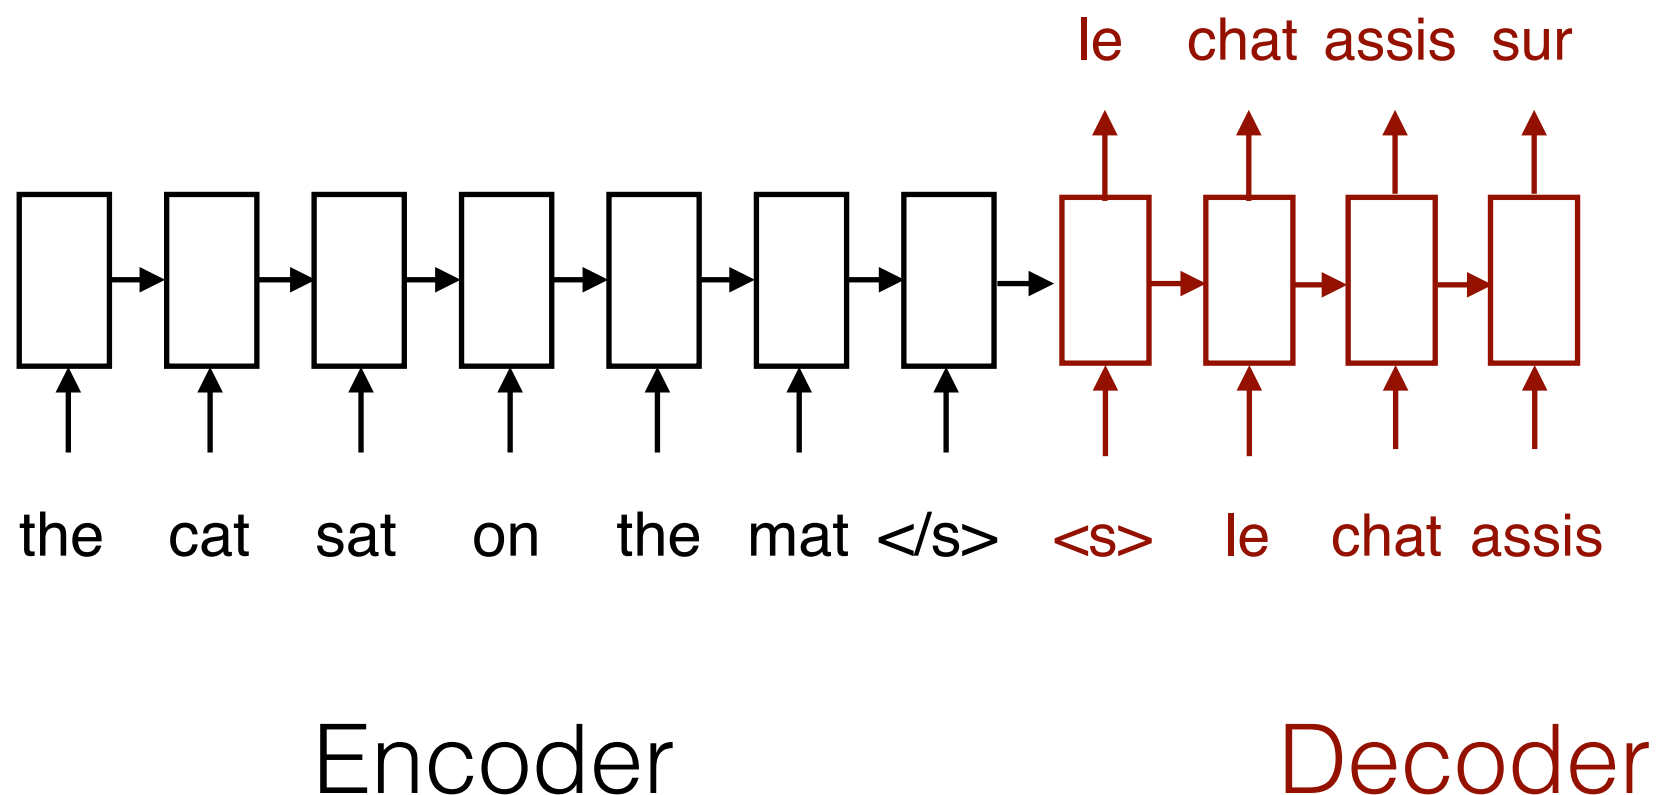 le chat assis sur
the cat sat on the mat </s> <s> le chat assis
Encoder Decoder